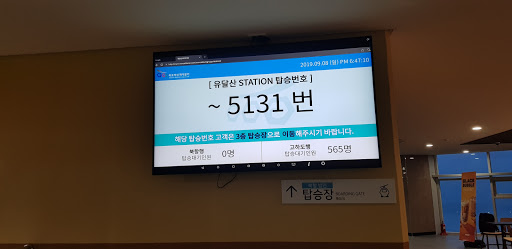 2019.09.08 (일) PM 6:47:10
[ 유달산 STATION 탑승번호 ]
~ 5131 번
해당 탑승번호 고객은 3층 탑승장으로 이동해주시기 바랍니다.
북항행
탑승대기인원
0명
고하도행
탑승대기인원
565명
탑승장
BLACK
BURGER